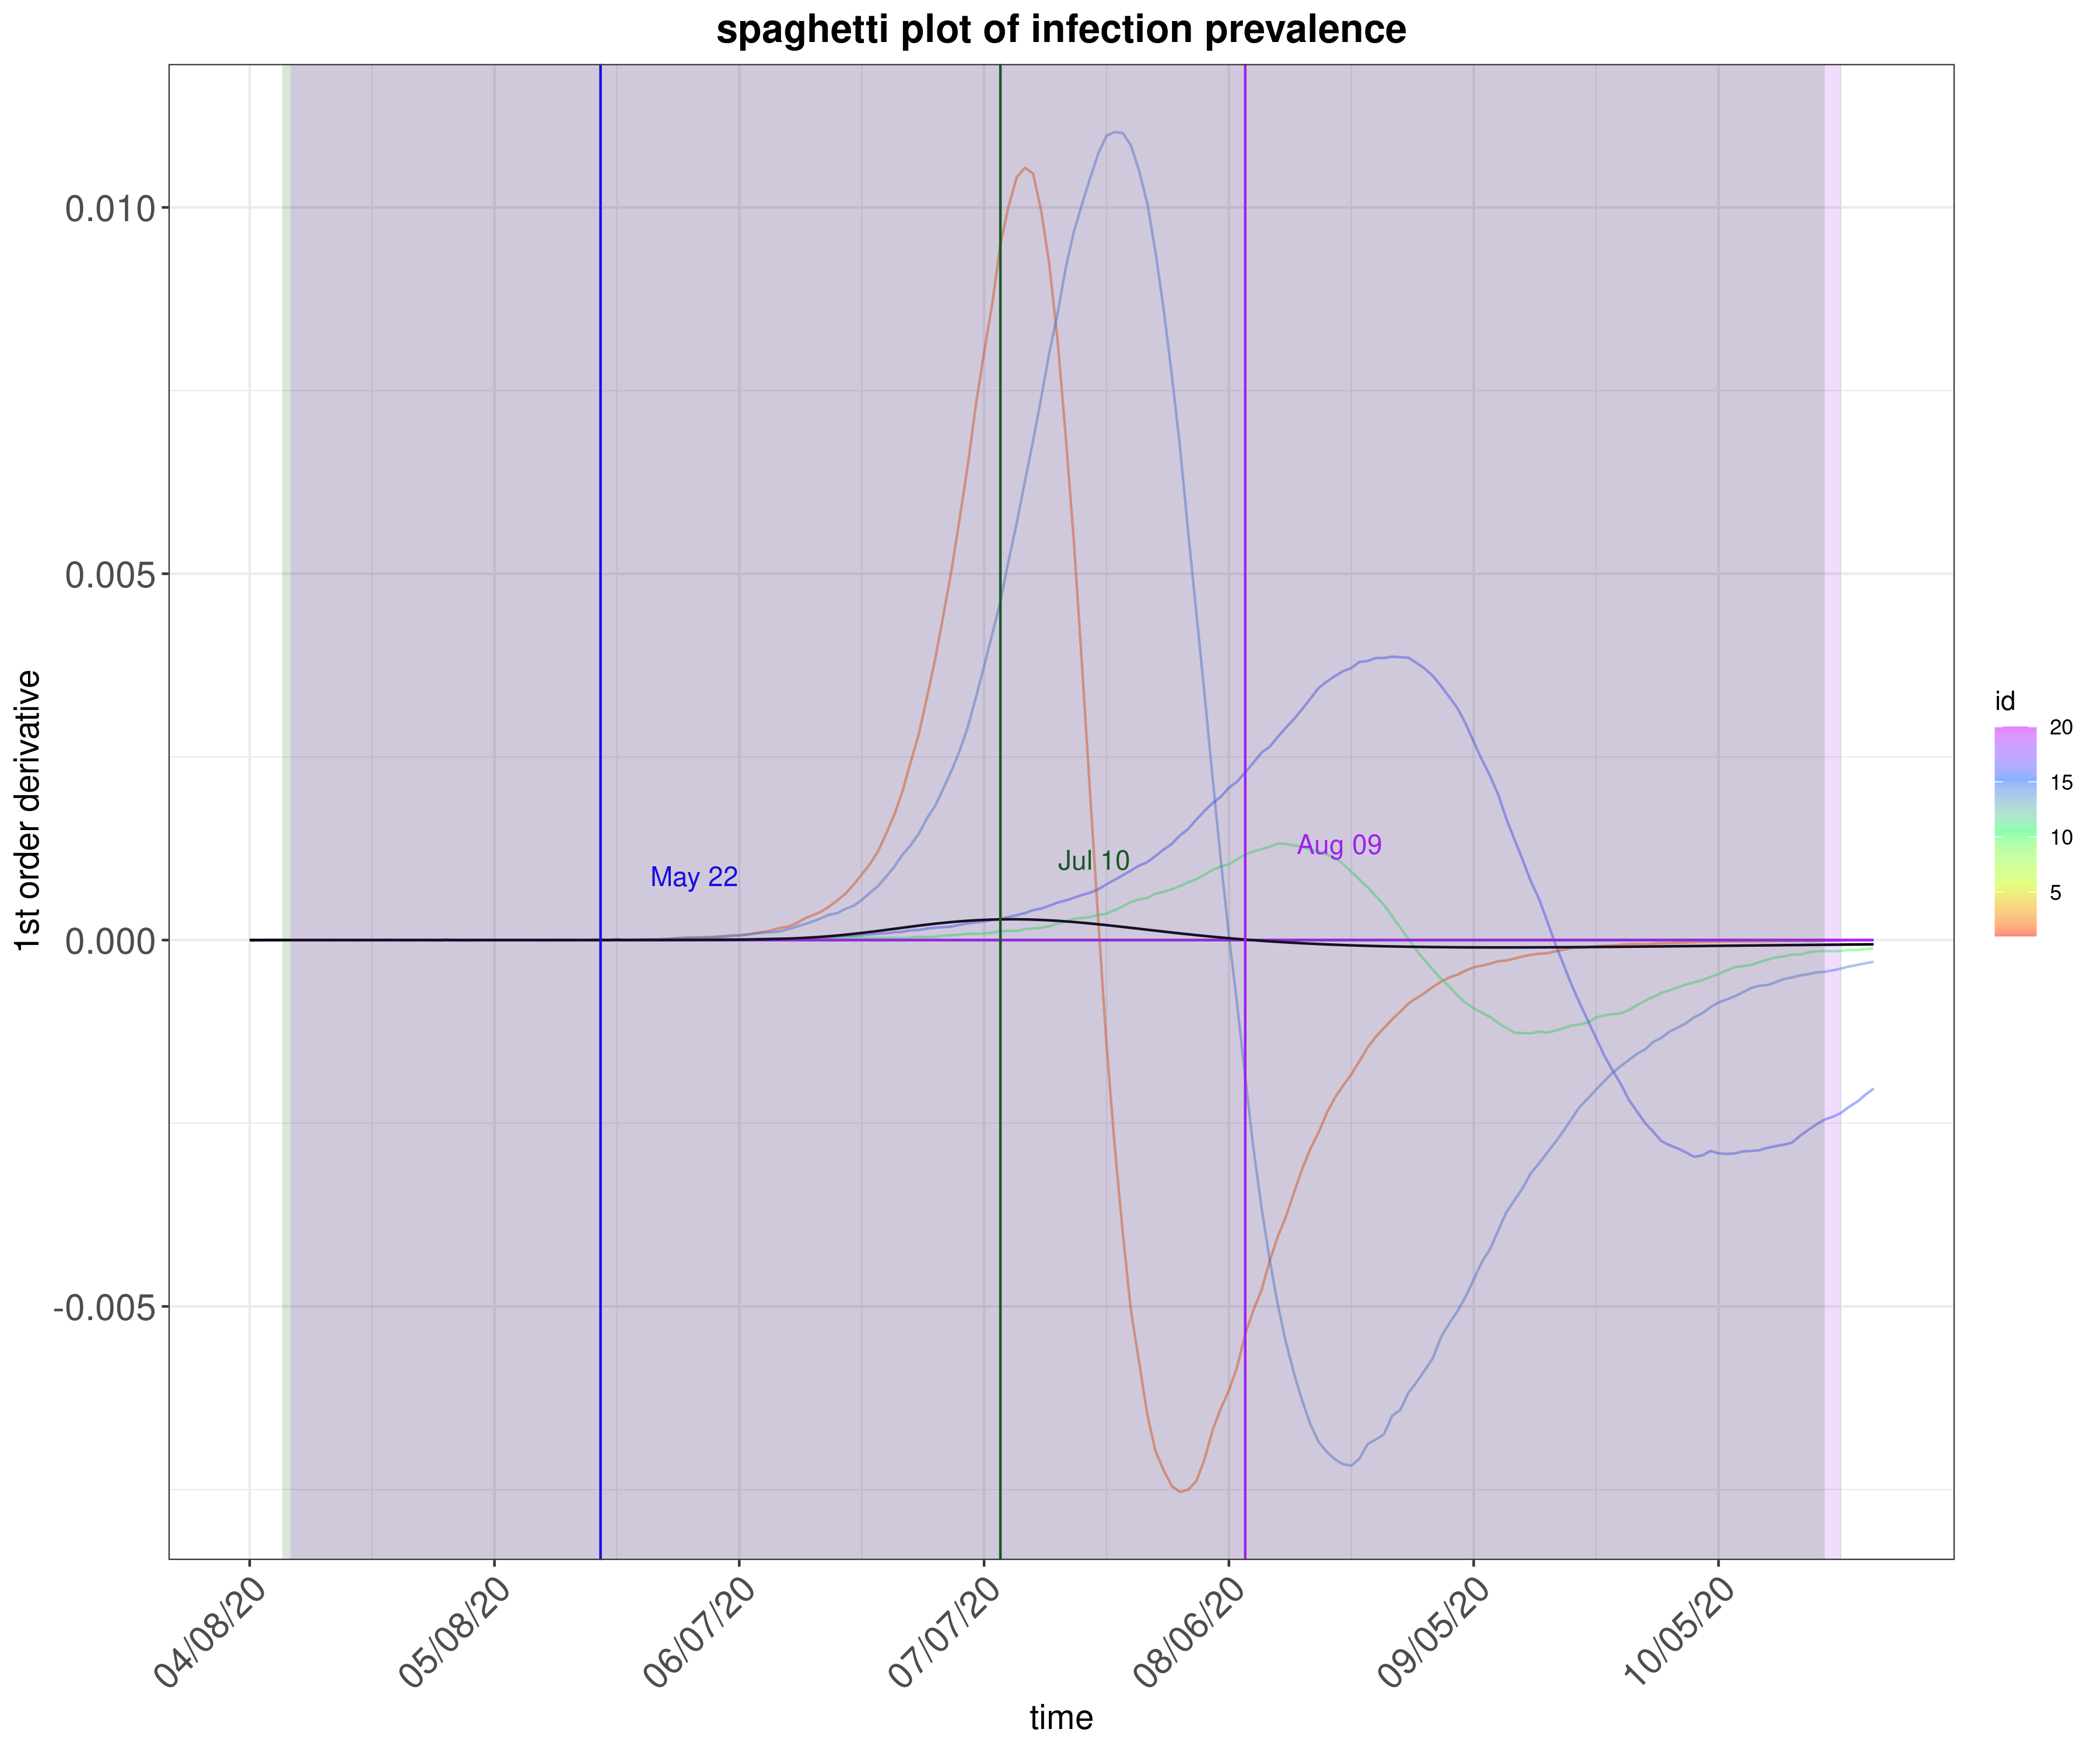 spaghetti plot of infection prevalence
1st order derivative
0.010
0.005
0.000
-0.005
May 22
Jul 10
Aug 09
id
20
15
10
5
04/08/20
05/08/20
06/07/20
07/07/20
08/06/20
09/05/20
10/05/20
time